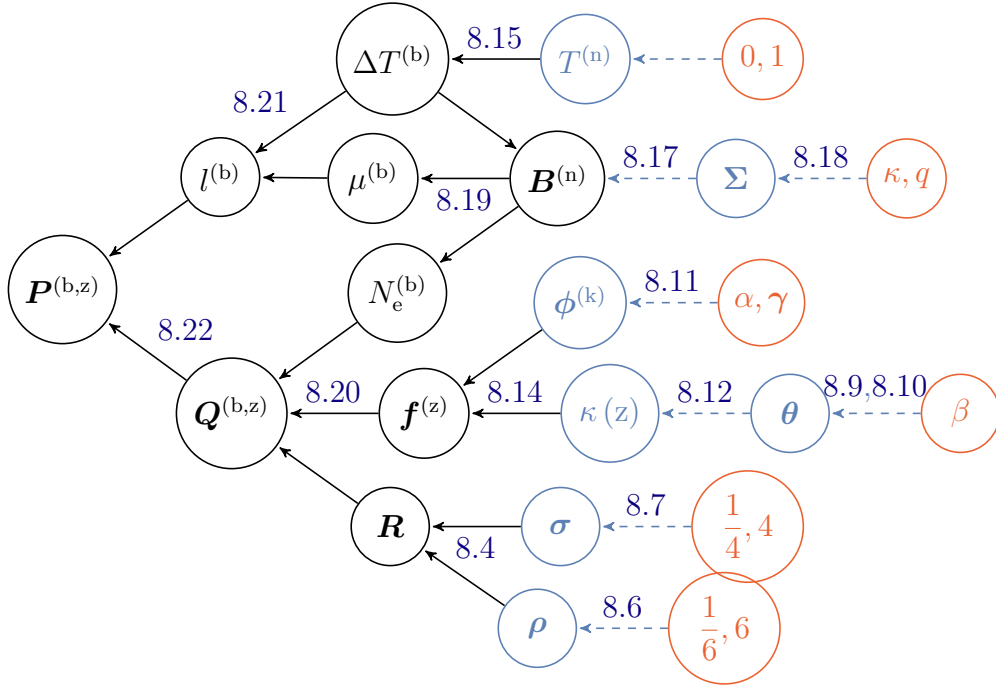 8.15
ΔT⁽ᵇ⁾ T⁽ⁿ⁾ 0, 1
8.21
8.17 8.18
l⁽ᵇ⁾ μ⁽ᵇ⁾ B⁽ⁿ⁾ Σ κ, q
8.19
8.11
P⁽ᵇ,ᶻ⁾ Nₑ⁽ᵇ⁾ ϕ⁽ᵏ⁾ α, γ
8.22
8.20 8.14 8.12 8.9,8.10
Q⁽ᵇ,ᶻ⁾ f⁽ᶻ⁾ κ (z) θ β
8.7
R σ 1/4, 4
8.4
8.6
ρ 1/6, 6